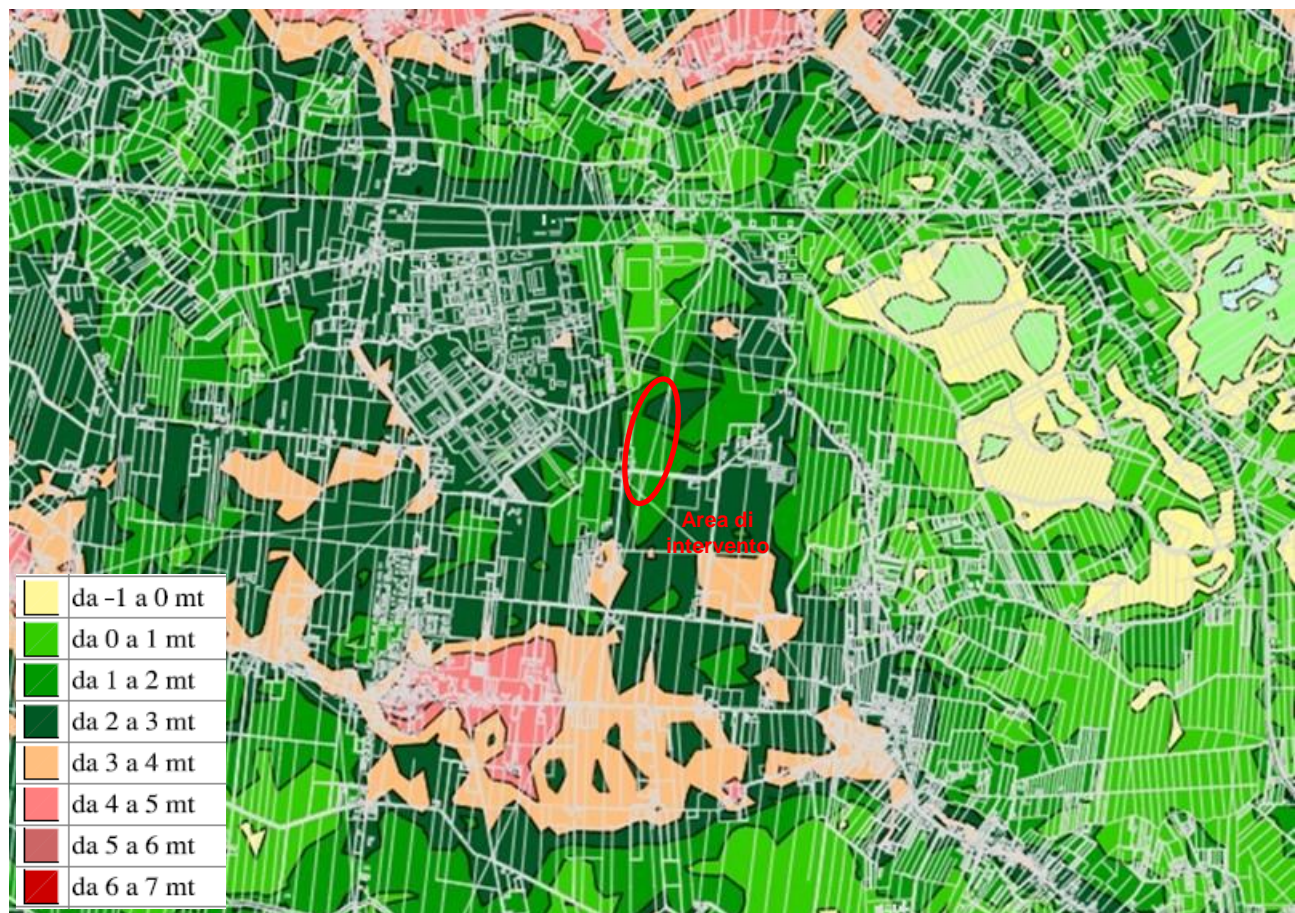 Area di
intervento
da -1 a 0 mt
da 0 a 1 mt
da 1 a 2 mt
da 2 a 3 mt
da 3 a 4 mt
da 4 a 5 mt
da 5 a 6 mt
da 6 a 7 mt